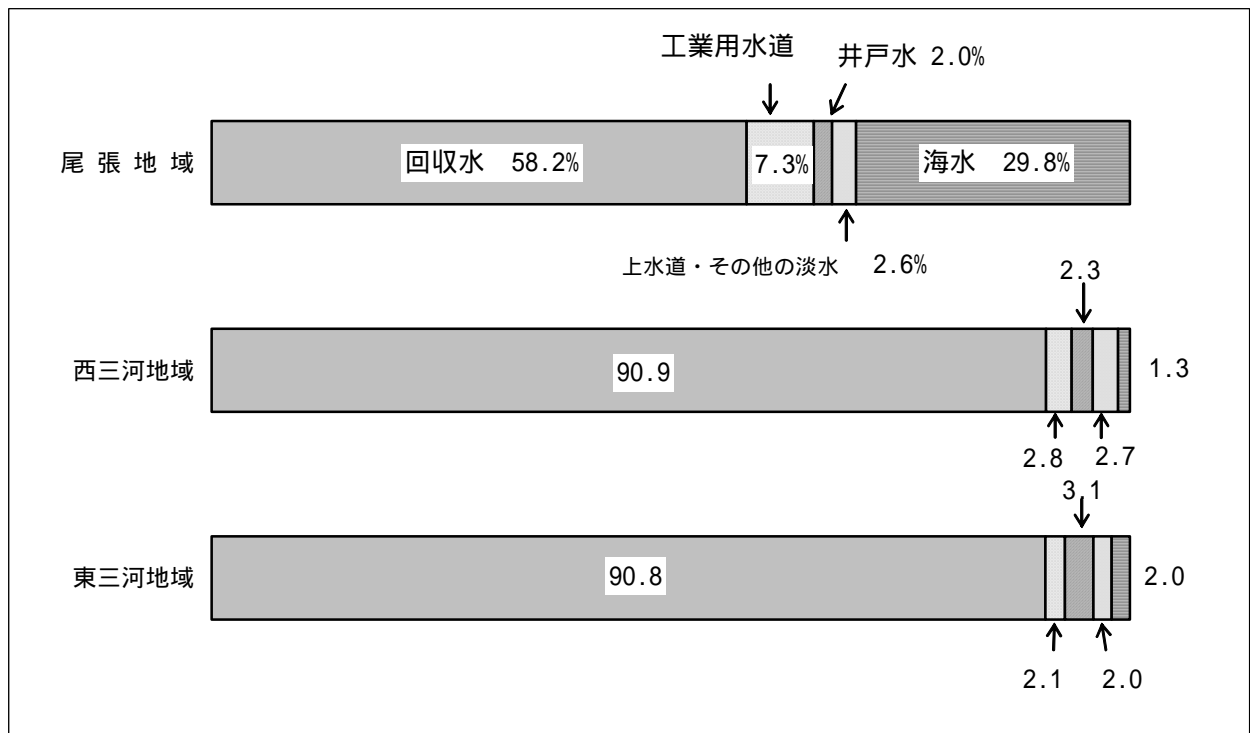 工業用水道
井戸水 2.0%
尾張地域 回収水 58.2% 7.3% 海水 29.8%
上水道・その他の淡水 2.6%
2.3
西三河地域 90.9 1.3
2.8 2.7
3.1
東三河地域 90.8 2.0
2.1 2.0